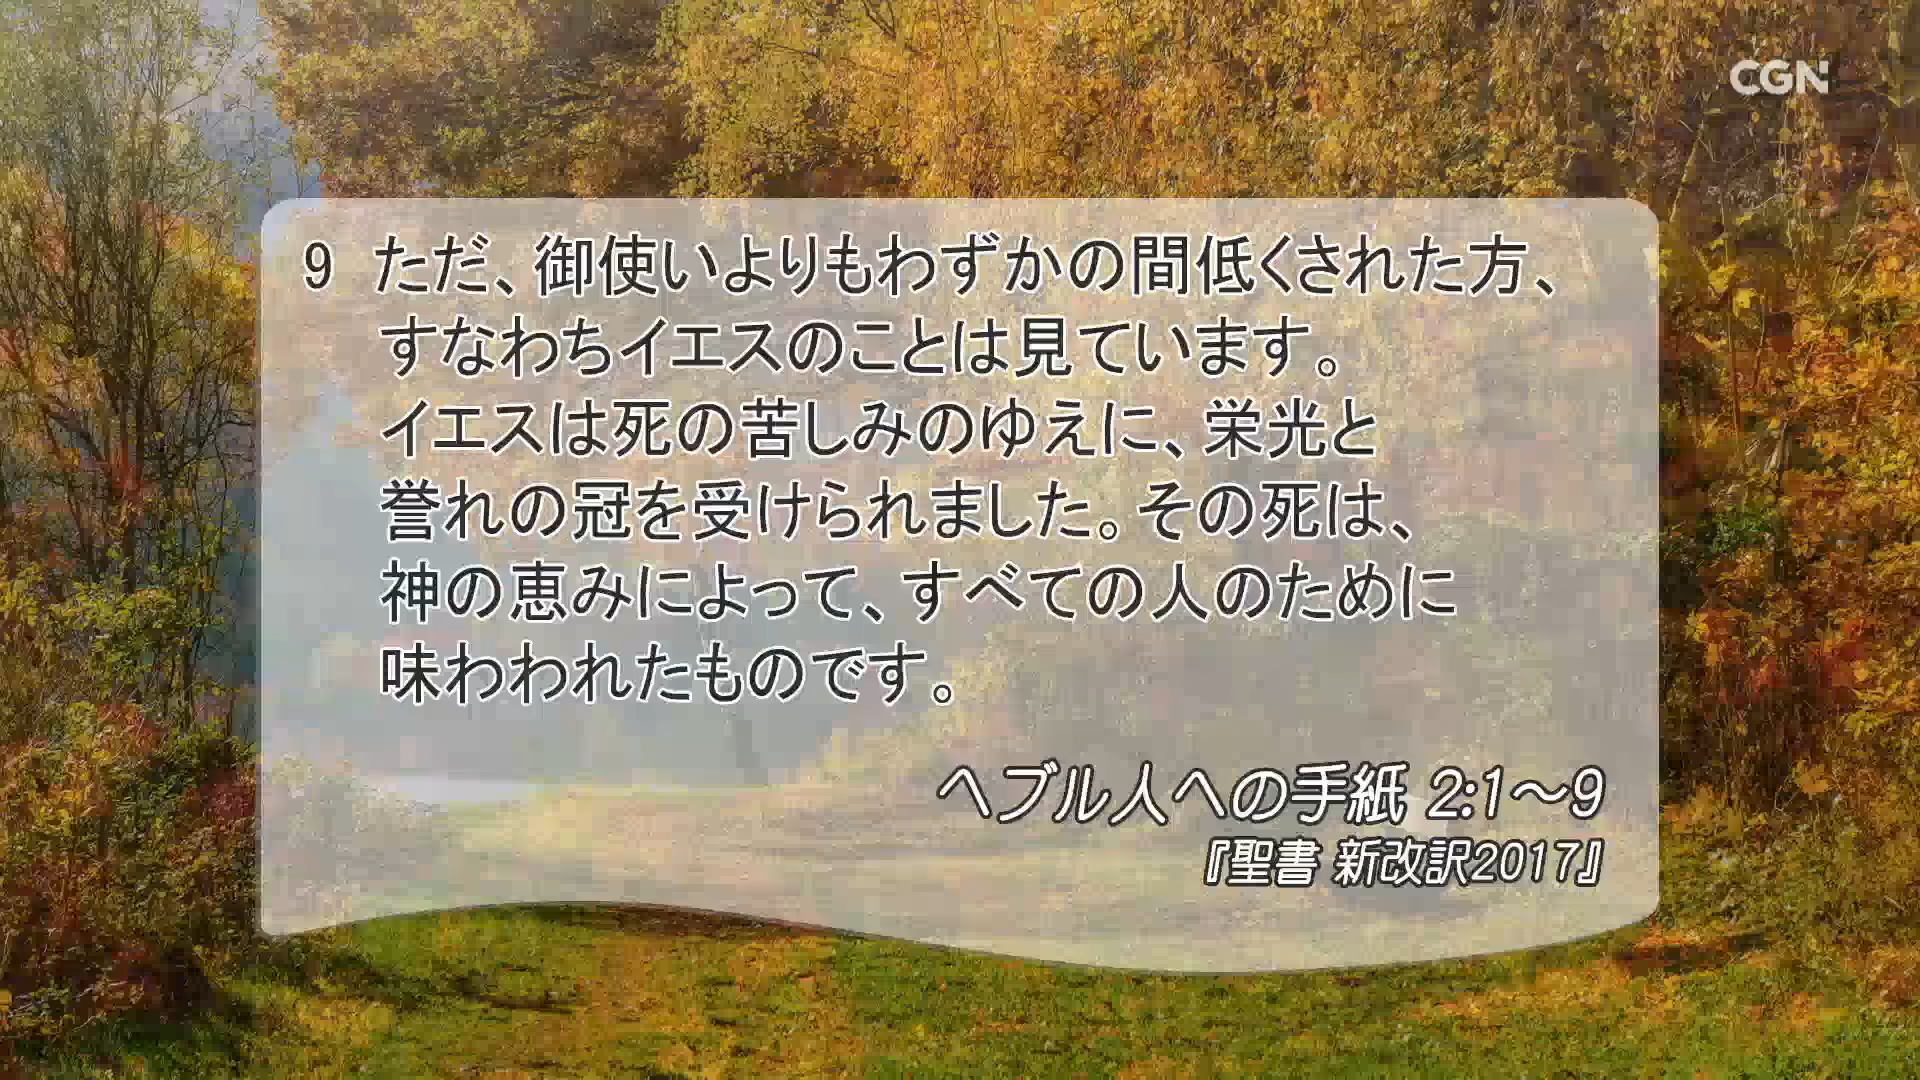 CGN
9 ただ、御使いよりもわずかの間低くされた方、
すなわちイエスのことは見ています。
イエスは死の苦しみのゆえに、栄光と
誉れの冠を受けられました。その死は、
神の恵みによって、すべての人のために
味わわれたものです。
ヘブル人への手紙 2:1〜9
『聖書 新改訳2017』